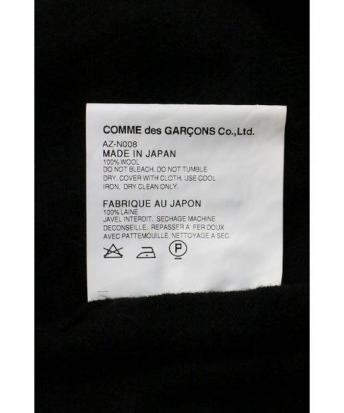 COMME des GARÇONS Co.,Ltd.
AZ-N008
MADE IN JAPAN
100% WOOL
DO NOT BLEACH. DO NOT TUMBLE
DRY. COVER WITH CLOTH. USE COOL
IRON. DRY CLEAN ONLY.
FABRIQUE AU JAPON
100% LAINE
JAVEL INTERDIT. SECHAGE MACHINE
DECONSEILLE. REPASSER A FER DOUX
AVEC PATTEMOUILLE. NETTOYAGE A SEC.
P